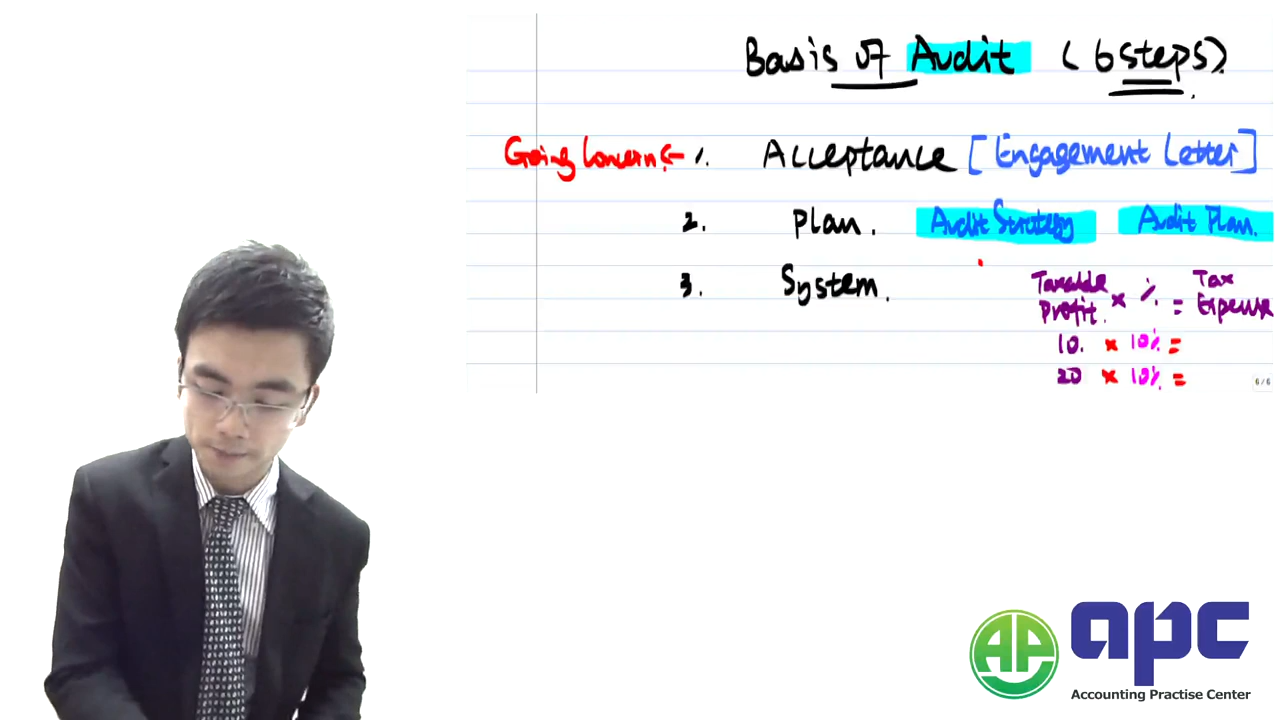 Basis of Audit (6 steps).
Going Concern ← 1. Acceptance [Engagement Letter]
2. Plan. Audit Strategy Audit Plan.
3. System.
Taxable Profit. × % = Tax Expense
10. × 10% =
20 × 10% =
6/6
AP
apc
Accounting Practise Center